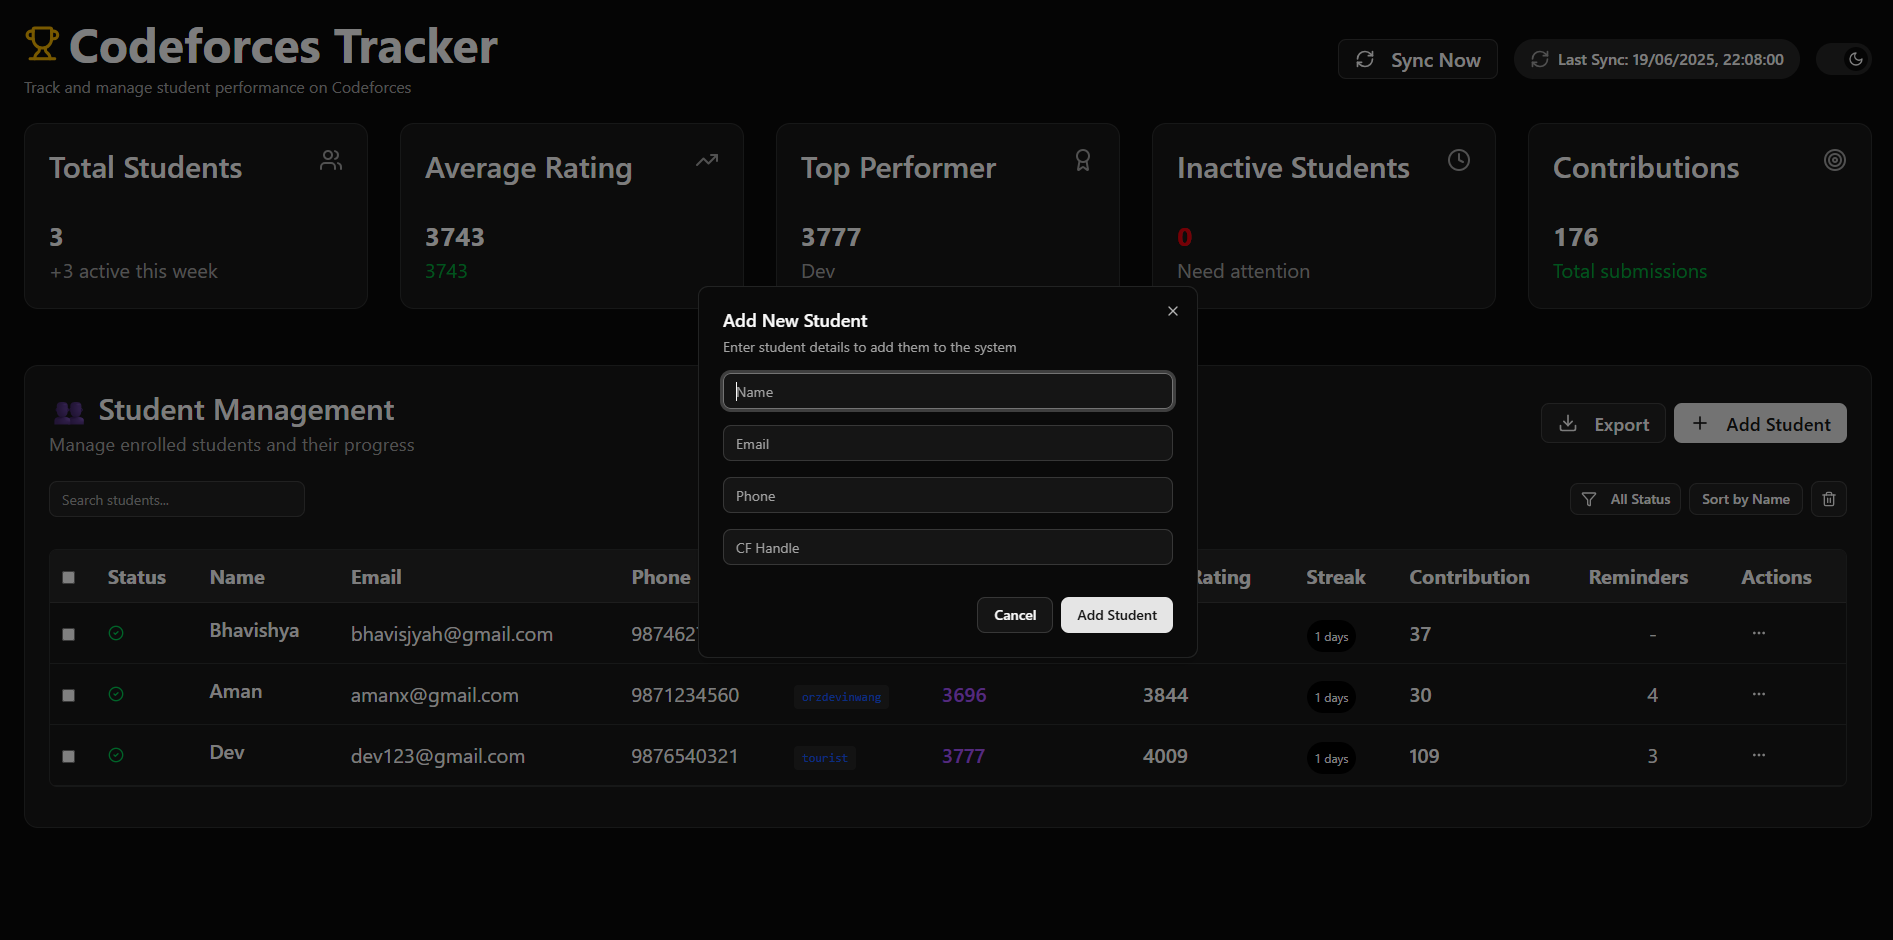 Codeforces Tracker
Track and manage student performance on Codeforces
Sync Now
Last Sync: 19/06/2025, 22:08:00
Total Students
3
+3 active this week
Average Rating
3743
3743
Top Performer
3777
Dev
Inactive Students
0
Need attention
Contributions
176
Total submissions
Add New Student
Enter student details to add them to the system
Name
Email
Phone
CF Handle
Cancel
Add Student
Student Management
Manage enrolled students and their progress
Export
Add Student
Search students...
All Status
Sort by Name
Status Name Email Phone Rating Streak Contribution Reminders Actions
Bhavishya bhavisjyah@gmail.com 987462 1 days 37 - ...
Aman amanx@gmail.com 9871234560 orzdevinwang 3696 3844 1 days 30 4 ...
Dev dev123@gmail.com 9876540321 tourist 3777 4009 1 days 109 3 ...